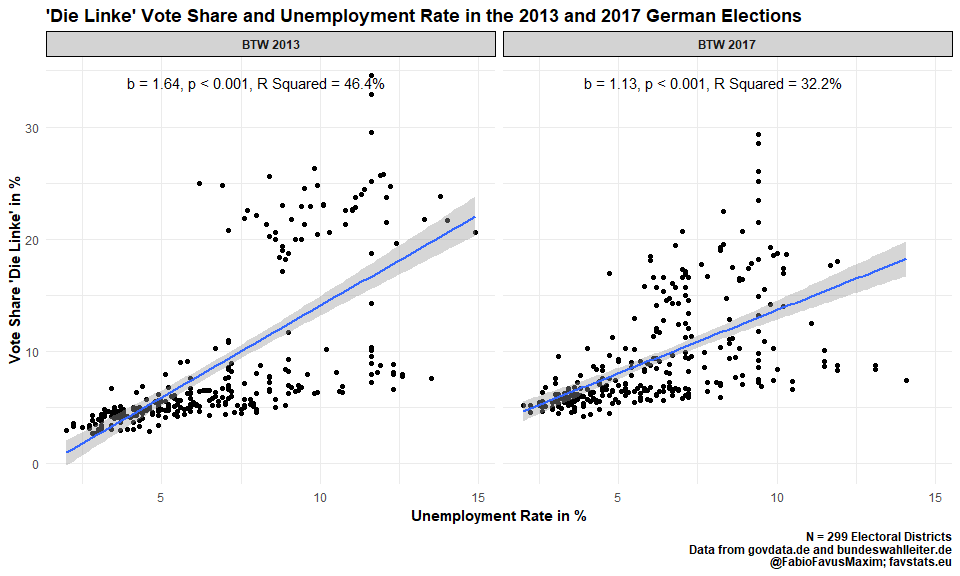 'Die Linke' Vote Share and Unemployment Rate in the 2013 and 2017 German Elections
BTW 2013
BTW 2017
b = 1.64, p < 0.001, R Squared = 46.4%
b = 1.13, p < 0.001, R Squared = 32.2%
Vote Share 'Die Linke' in %
30
20
10
0
5
10
15
5
10
15
Unemployment Rate in %
N = 299 Electoral Districts
Data from govdata.de and bundeswahlleiter.de
@FabioFavusMaxim; favstats.eu